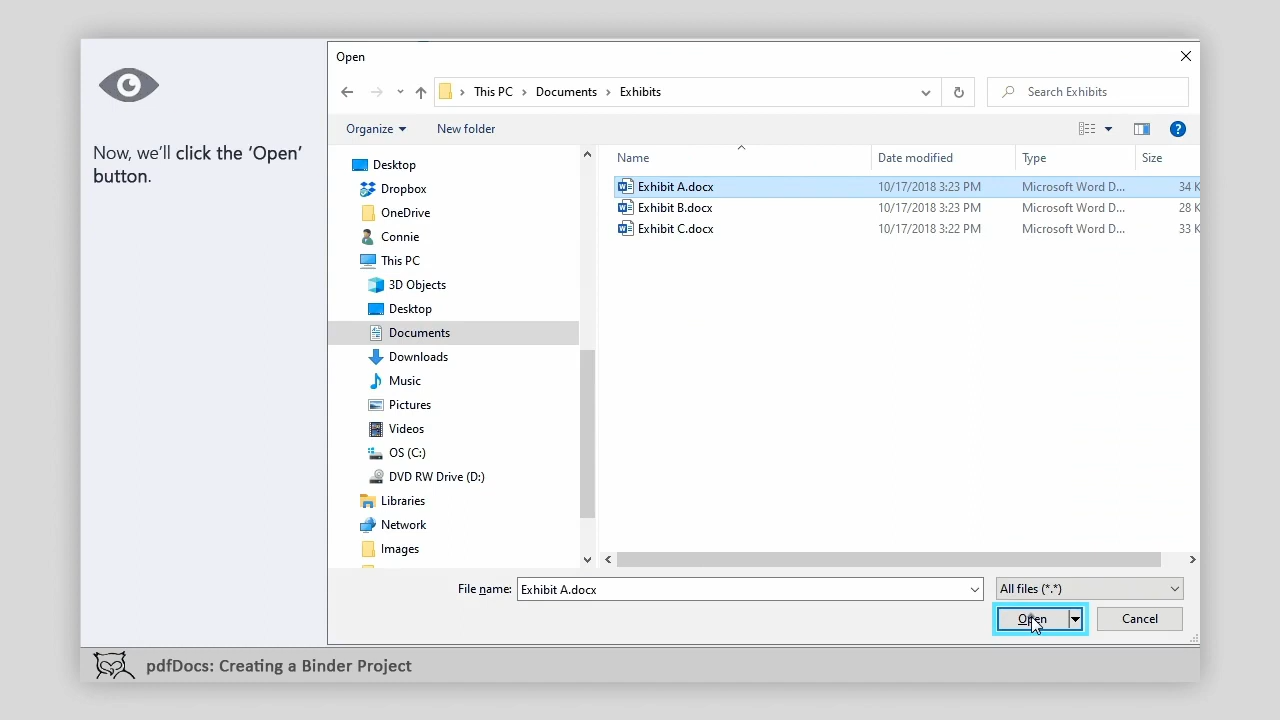 Now, we'll click the 'Open'
button.
Open
This PC
Documents
Exhibits
Search Exhibits
Organize
New folder
Desktop
Dropbox
OneDrive
Connie
This PC
3D Objects
Desktop
Documents
Downloads
Music
Pictures
Videos
OS (C:)
DVD RW Drive (D:)
Libraries
Network
Images
Name Date modified Type Size
Exhibit A.docx 10/17/2018 3:23 PM Microsoft Word D... 34 K
Exhibit B.docx 10/17/2018 3:23 PM Microsoft Word D... 28 K
Exhibit C.docx 10/17/2018 3:22 PM Microsoft Word D... 33 K
File name: Exhibit A.docx All files (*.*)
Open Cancel
pdfDocs: Creating a Binder Project